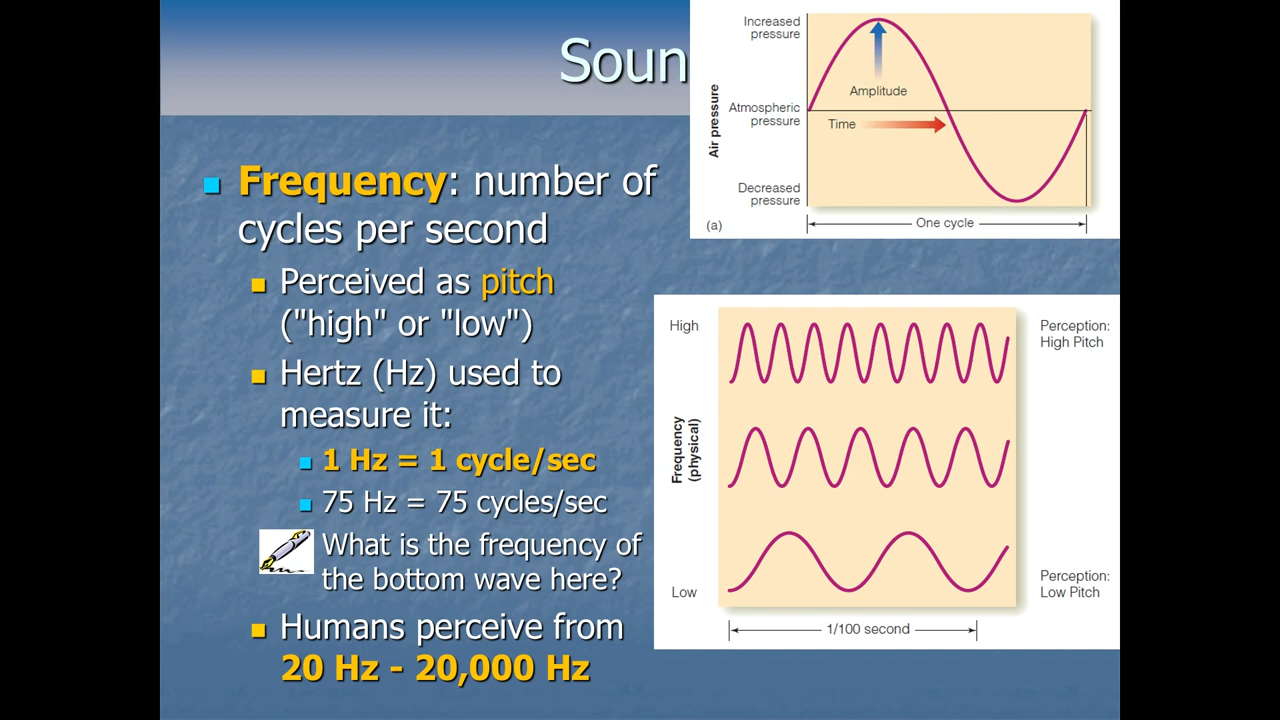 Soun
Frequency: number of
cycles per second
Perceived as pitch
("high" or "low")
Hertz (Hz) used to
measure it:
1 Hz = 1 cycle/sec
75 Hz = 75 cycles/sec
What is the frequency of
the bottom wave here?
Humans perceive from
20 Hz - 20,000 Hz
Increased
pressure
Amplitude
Air pressure
Atmospheric
pressure
Time
Decreased
pressure
(a)
One cycle
High
Perception:
High Pitch
Frequency
(physical)
Low
Perception:
Low Pitch
1/100 second